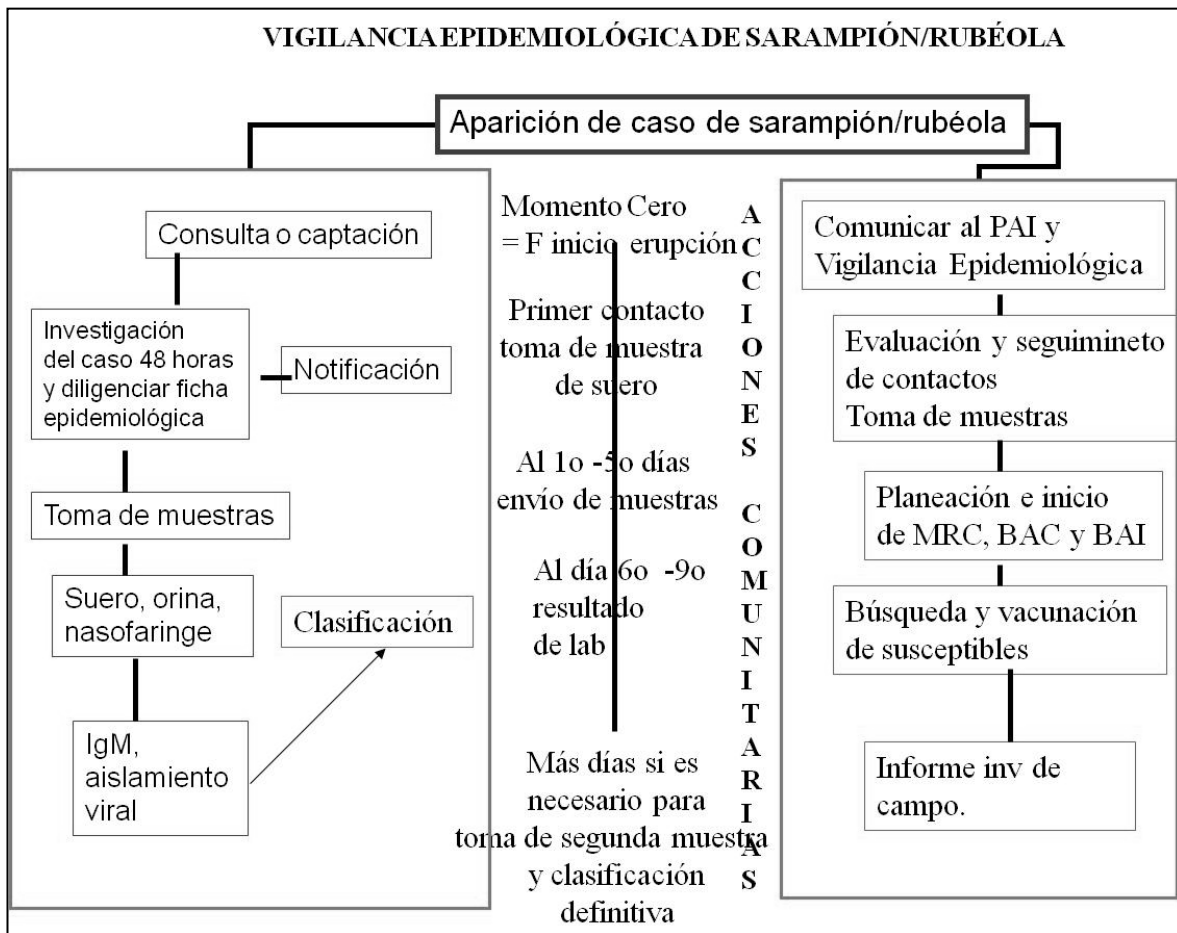 VIGILANCIA EPIDEMIOLÓGICA DE SARAMPIÓN/RUBÉOLA
Aparición de caso de sarampión/rubéola
Consulta o captación
Investigación
del caso 48 horas
y diligenciar ficha
epidemiológica
Notificación
Toma de muestras
Suero, orina,
nasofaringe
Clasificación
IgM,
aislamiento
viral
Momento Cero
= F inicio erupción
Primer contacto
toma de muestra
de suero
Al 1o -5o días
envío de muestras
Al día 6o -9o
resultado
de lab
Más días si es
necesario para
toma de segunda muestra
y clasificación
definitiva
ACCIONES COMUNITARIAS
Comunicar al PAI y
Vigilancia Epidemiológica
Evaluación y seguimineto
de contactos
Toma de muestras
Planeación e inicio
de MRC, BAC y BAI
Búsqueda y vacunación
de susceptibles
Informe inv de
campo.